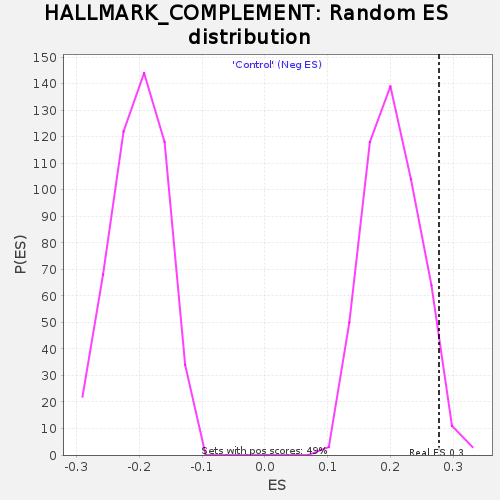 HALLMARK_COMPLEMENT: Random ES
distribution
'Control' (Neg ES)
150
140
130
120
110
100
90
80
70
60
50
40
30
20
10
0
P(ES)
Sets with pos scores: 49%
Real ES 0.3
-0.3 -0.2 -0.1 0.0 0.1 0.2 0.3
ES